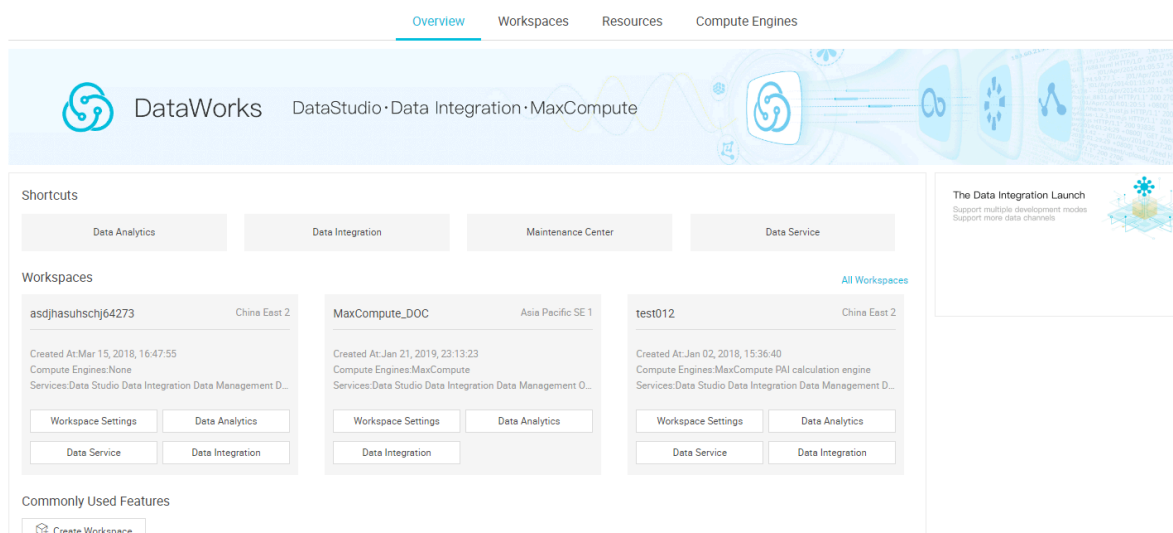 Overview Workspaces Resources Compute Engines
DataWorks DataStudio·Data Integration·MaxCompute
Shortcuts
Data Analytics Data Integration Maintenance Center Data Service
The Data Integration Launch
Support multiple development modes
Support more data channels
Workspaces All Workspaces
asdjhasuhschj64273 China East 2
Created At:Mar 15, 2018, 16:47:55
Compute Engines:None
Services:Data Studio Data Integration Data Management D...
Workspace Settings Data Analytics
Data Service Data Integration
MaxCompute_DOC Asia Pacific SE 1
Created At:Jan 21, 2019, 23:13:23
Compute Engines:MaxCompute
Services:Data Studio Data Integration Data Management O...
Workspace Settings Data Analytics
Data Integration
test012 China East 2
Created At:Jan 02, 2018, 15:36:40
Compute Engines:MaxCompute PAI calculation engine
Services:Data Studio Data Integration Data Management D...
Workspace Settings Data Analytics
Data Service Data Integration
Commonly Used Features
Create Workspace